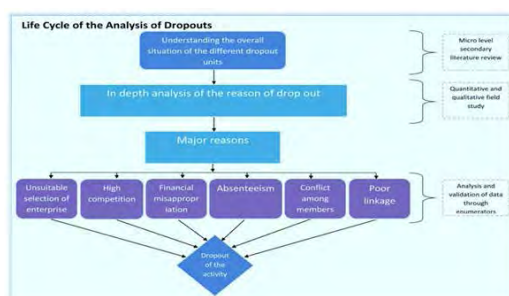 Life Cycle of the Analysis of Dropouts
Understanding the overall
situation of the different dropout
units
Micro level
secondary
literature review
In depth analysis of the reason of drop out
Quantitative and
qualitative field
study
Major reasons
Unsuitable
selection of
enterprise
High
competition
Financial
misappropr
iation
Absenteeism
Conflict
among
members
Poor
linkage
Analysis and
validation of data
through
enumerators
Dropout
of the
activity